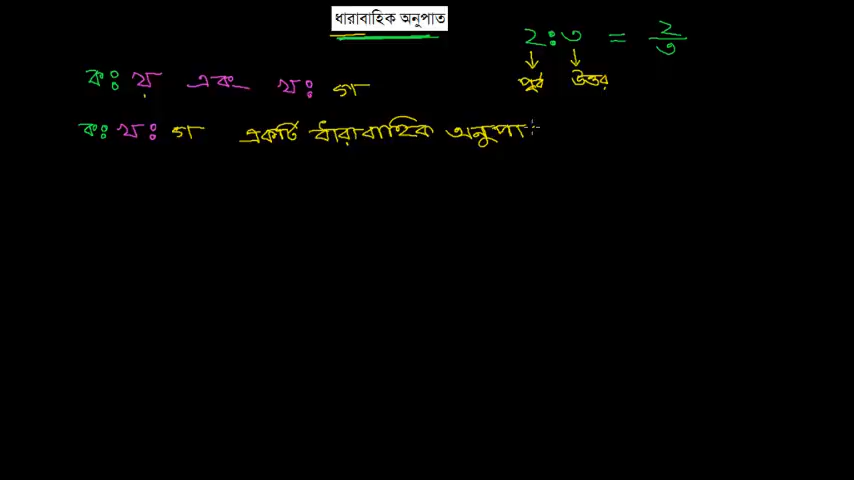 ধারাবাহিক অনুপাত
২ : ৩ = ২/৩
পূর্ব উত্তর
ক : খ এবং খ : গ
ক : খ : গ একটি ধারাবাহিক অনুপা